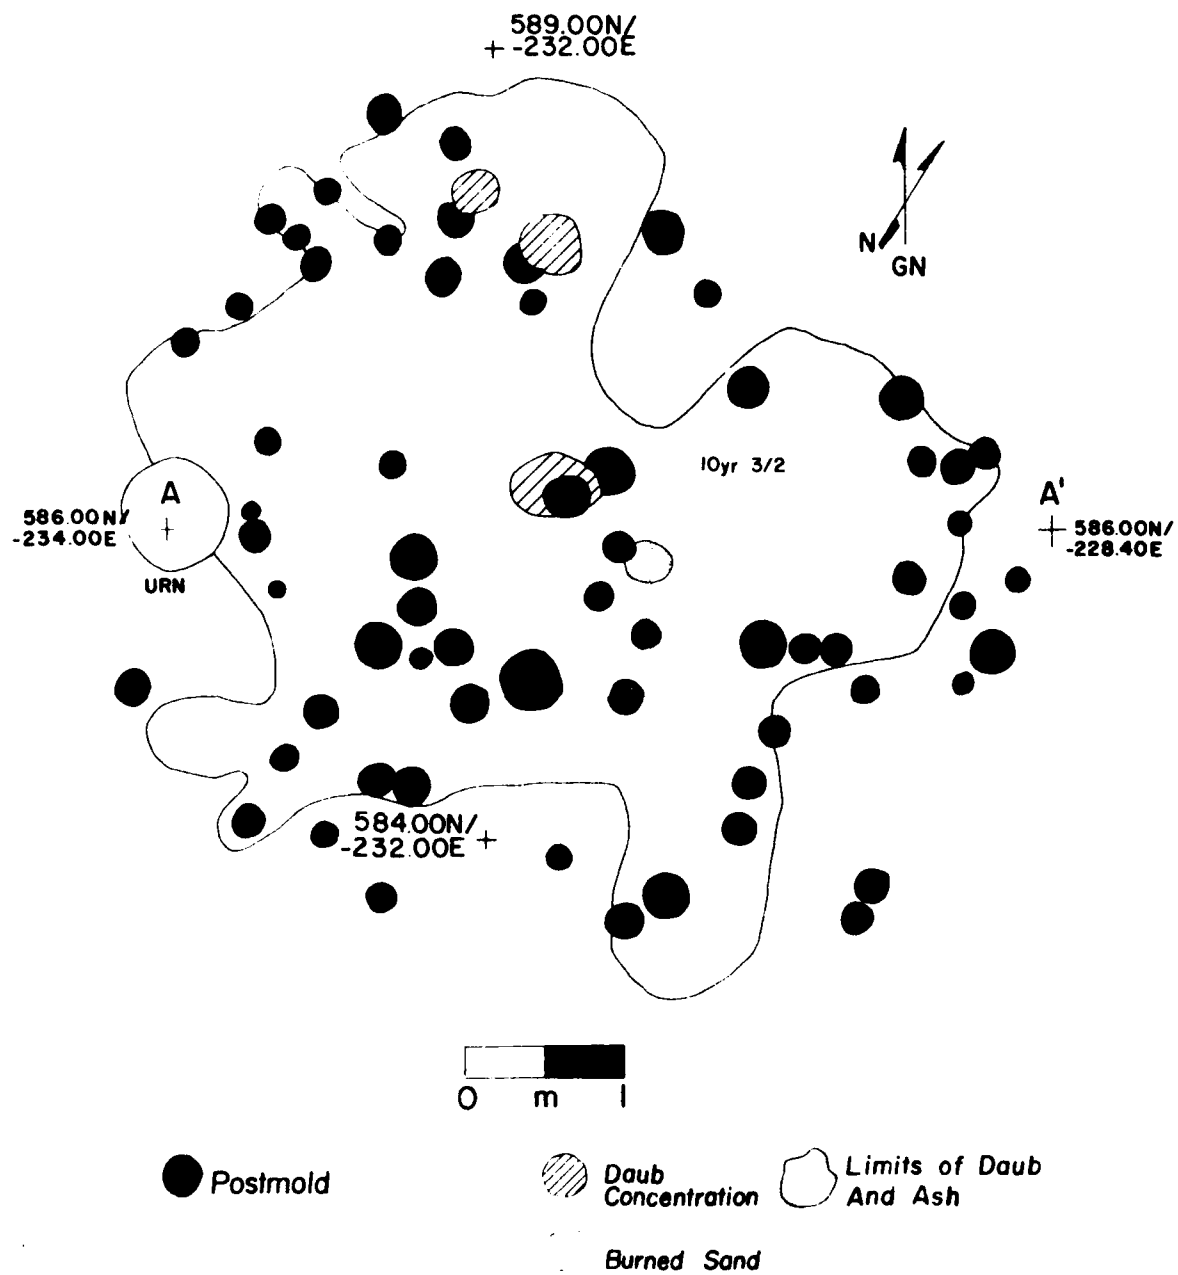 589.00N/
-232.00E
N
GN
10yr 3/2
A
586.00N/
-234.00E
URN
A'
586.00N/
-228.40E
584.00N/
-232.00E
0 m 1
Postmold
Daub
Concentration
Limits of Daub
And Ash
Burned Sand